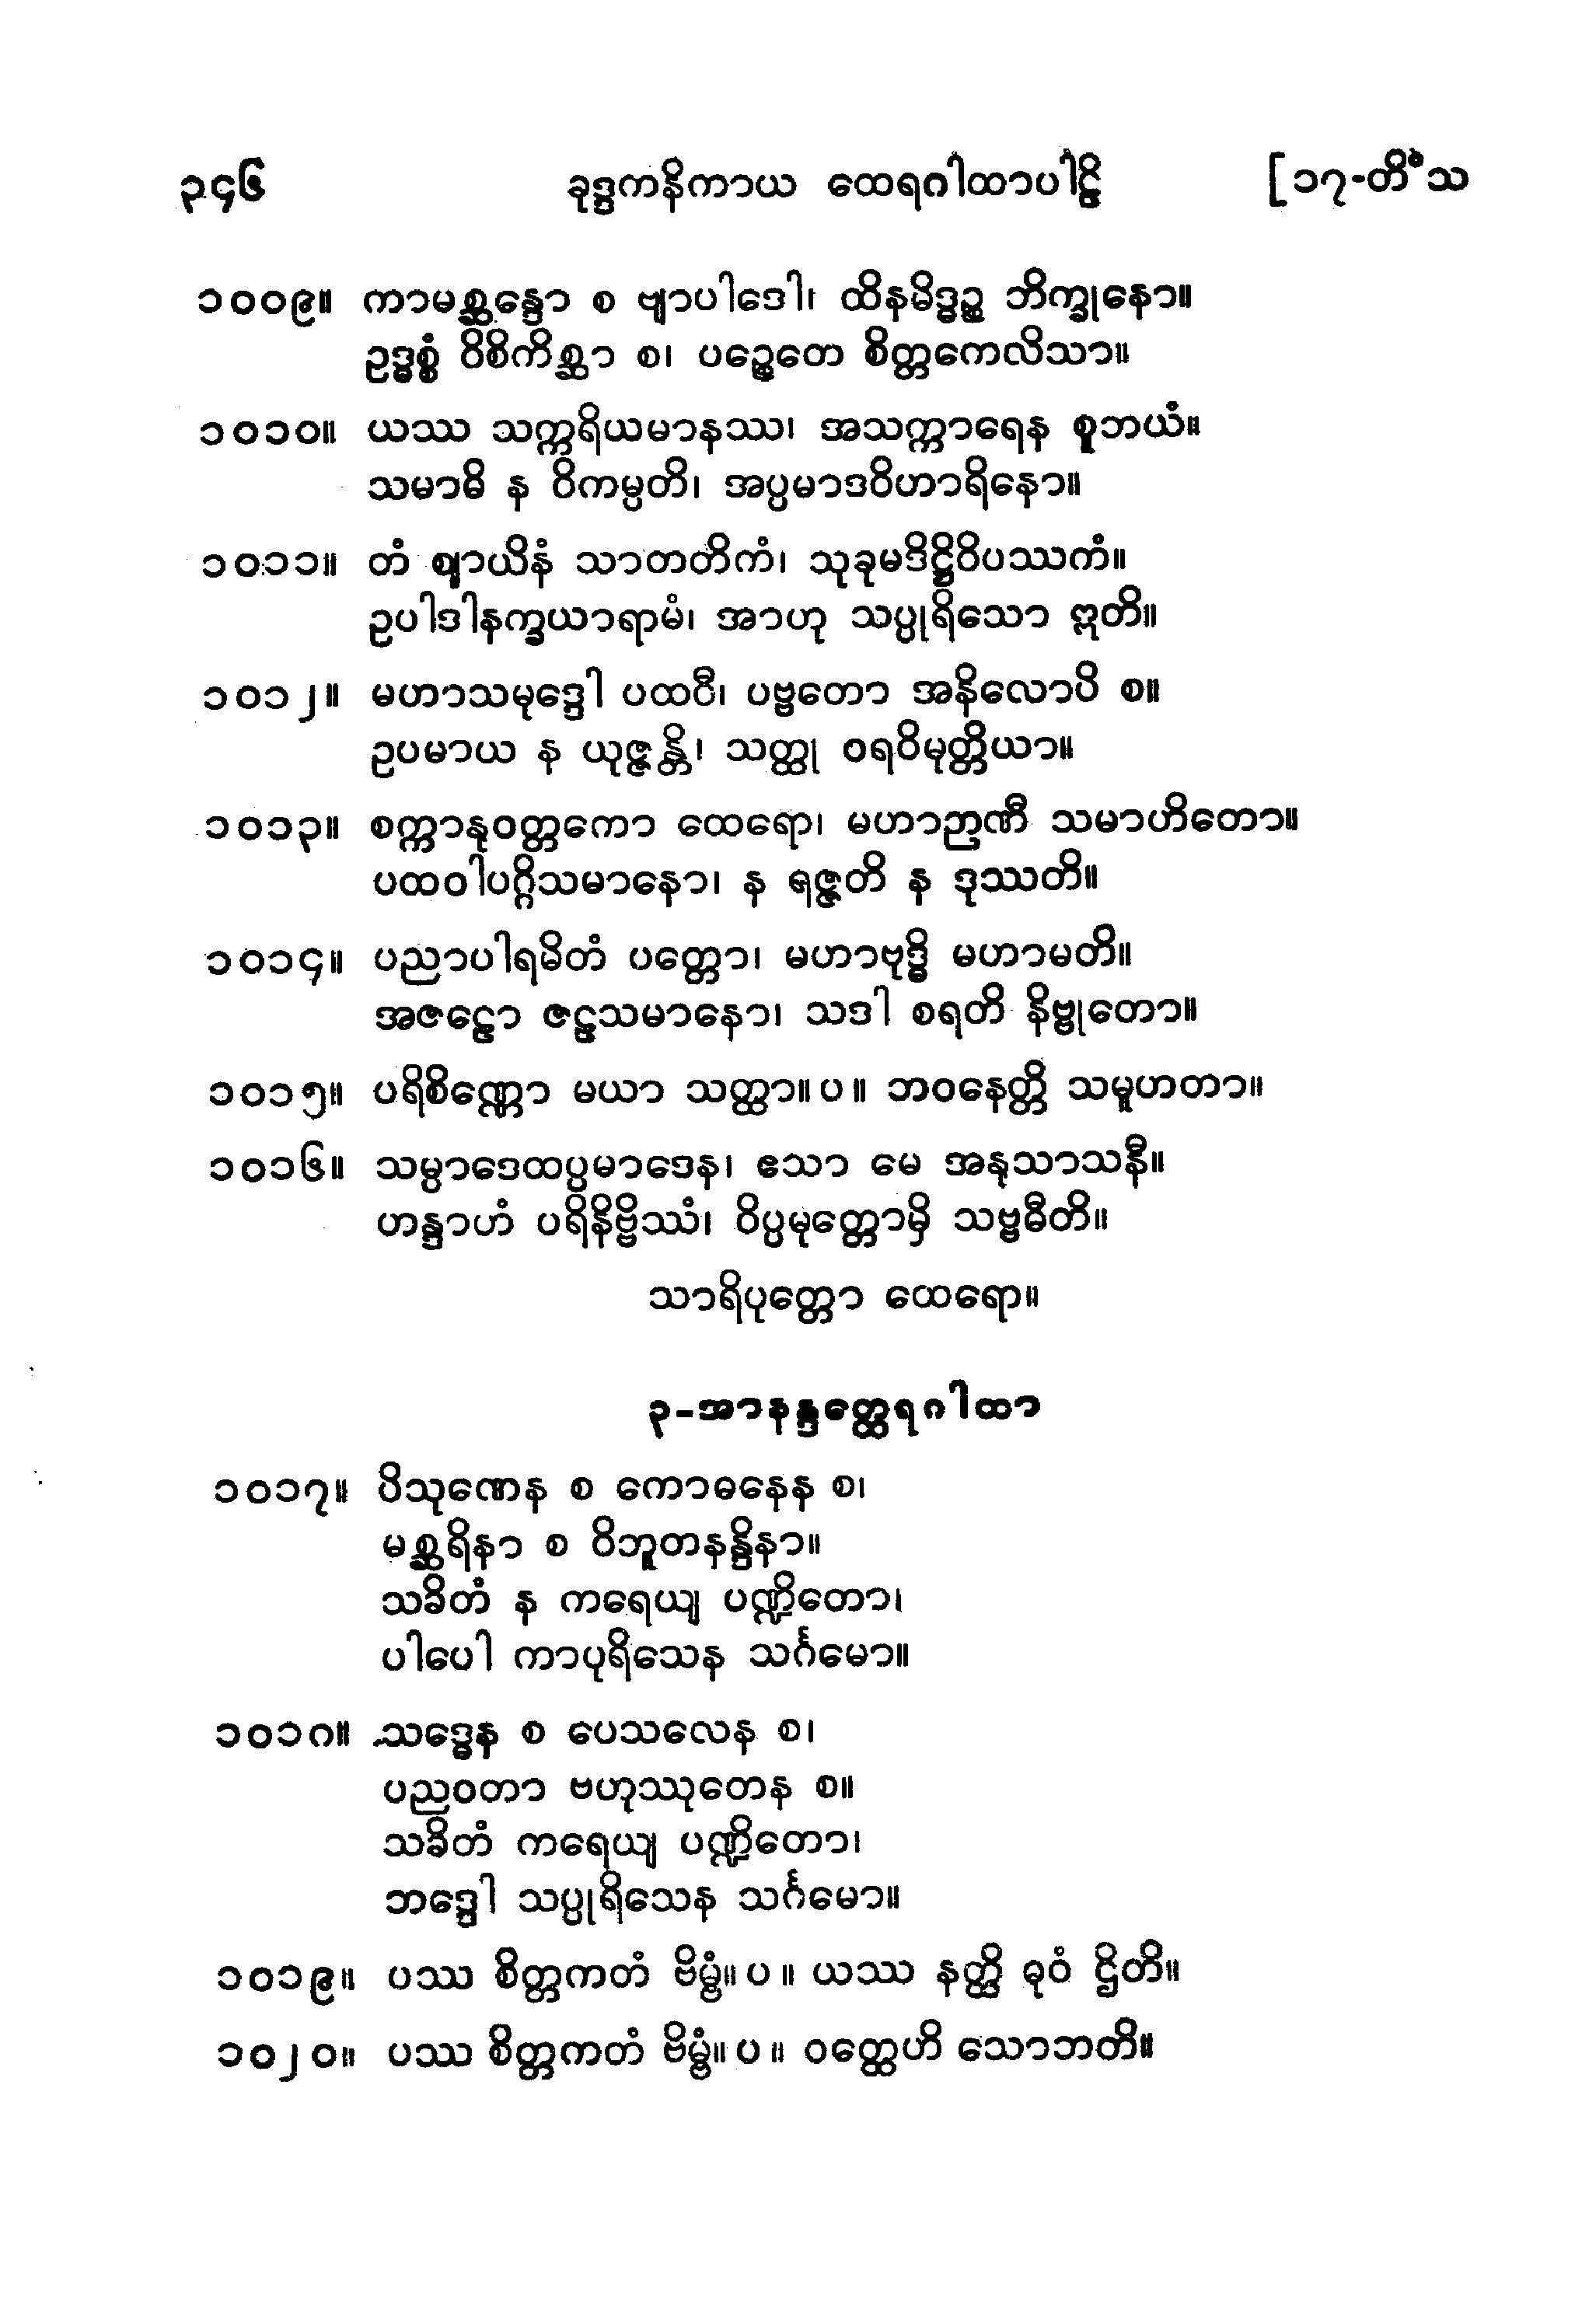 ၃၄၆ ခုဒ္ဒကနိကာယ ထေရဂါထာပါဠိ [၁၇-တိံသ
၁၀၀၉။ ကာမစ္ဆန္ဒော စ ဗျာပါဒေါ၊ ထိနမိဒ္ဓဉ္စ ဘိက္ခုနော။
ဥဒ္ဓစ္စံ ဝိစိကိစ္ဆာ စ၊ ပဉ္စေတေ စိတ္တကေလိသာ။
၁၀၁၀။ ယဿ သက္ကရိယမာနဿ၊ အသက္ကာရေန စူဘယံ။
သမာဓိ န ဝိကမ္ပတိ၊ အပ္ပမာဒဝိဟာရိနော။
၁၀၁၁။ တံ ဈာယိနံ သာတတိကံ၊ သုခုမဒိဋ္ဌိဝိပဿကံ။
ဥပါဒါနက္ခယာရာမံ၊ အာဟု သပ္ပုရိသော ဣတိ။
၁၀၁၂။ မဟာသမုဒ္ဒေါ ပထဝီ၊ ပဗ္ဗတော အနိလောပိ စ။
ဥပမာယ န ယုဇ္ဇန္တိ၊ သတ္ထု ဝရဝိမုတ္တိယာ။
၁၀၁၃။ စက္ကာနုဝတ္တကော ထေရော၊ မဟာဉာဏီ သမာဟိတော။
ပထဝါပဂ္ဂိသမာနော၊ န ရဇ္ဇတိ န ဒုဿတိ။
၁၀၁၄။ ပညာပါရမိတံ ပတ္တော၊ မဟာဗုဒ္ဓိ မဟာမတိ။
အဇဠော ဇဠသမာနော၊ သဒါ စရတိ နိဗ္ဗုတော။
၁၀၁၅။ ပရိစိဏ္ဏော မယာ သတ္ထာ။ ပ ။ ဘဝနေတ္တိ သမူဟတာ။
၁၀၁၆။ သမ္ပာဒေထပ္ပမာဒေန၊ ဧသာ မေ အနုသာသနီ။
ဟန္ဒာဟံ ပရိနိဗ္ဗိဿံ၊ ဝိပ္ပမုတ္တောမှိ သဗ္ဗဓီတိ။
သာရိပုတ္တော ထေရော။
၃-အာနန္ဒတ္ထေရဂါထာ
၁၀၁၇။ ပိသုဏေန စ ကောဓနေန စ၊
မစ္ဆရိနာ စ ဝိဘူတနန္ဒိနာ။
သခိတံ န ကရေယျ ပဏ္ဍိတော၊
ပါပေါ ကာပုရိသေန သင်္ဂမော။
၁၀၁၈။ သဒ္ဓေန စ ပေသလေန စ၊
ပညဝတာ ဗဟုဿုတေန စ။
သခိတံ ကရေယျ ပဏ္ဍိတော၊
ဘဒ္ဒေါ သပ္ပုရိသေန သင်္ဂမော။
၁၀၁၉။ ပဿ စိတ္တကတံ ဗိမ္ဗံ။ ပ ။ ယဿ နတ္ထိ ဓုဝံ ဌိတိ။
၁၀၂၀။ ပဿ စိတ္တကတံ ဗိမ္ဗံ။ ပ ။ ဝတ္ထေဟိ သောဘတိ။